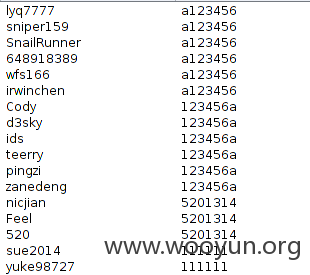 lyq7777 a123456
sniper159 a123456
SnailRunner a123456
648918389 a123456
wfs166 a123456
irwinchen a123456
Cody 123456a
d3sky 123456a
ids 123456a
teerry 123456a
pingzi 123456a
zanedeng 123456a
nicjian 5201314
Feel 5201314
520 5201314
sue2014 111111
www.wooyun.org
yuke98727 111111